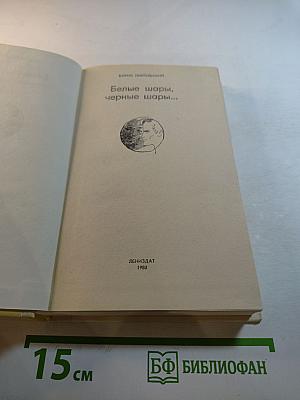 Белые шары,
черные шары...
ЛЕНИЗДАТ
15 см
БФ БИБЛИОФАН®